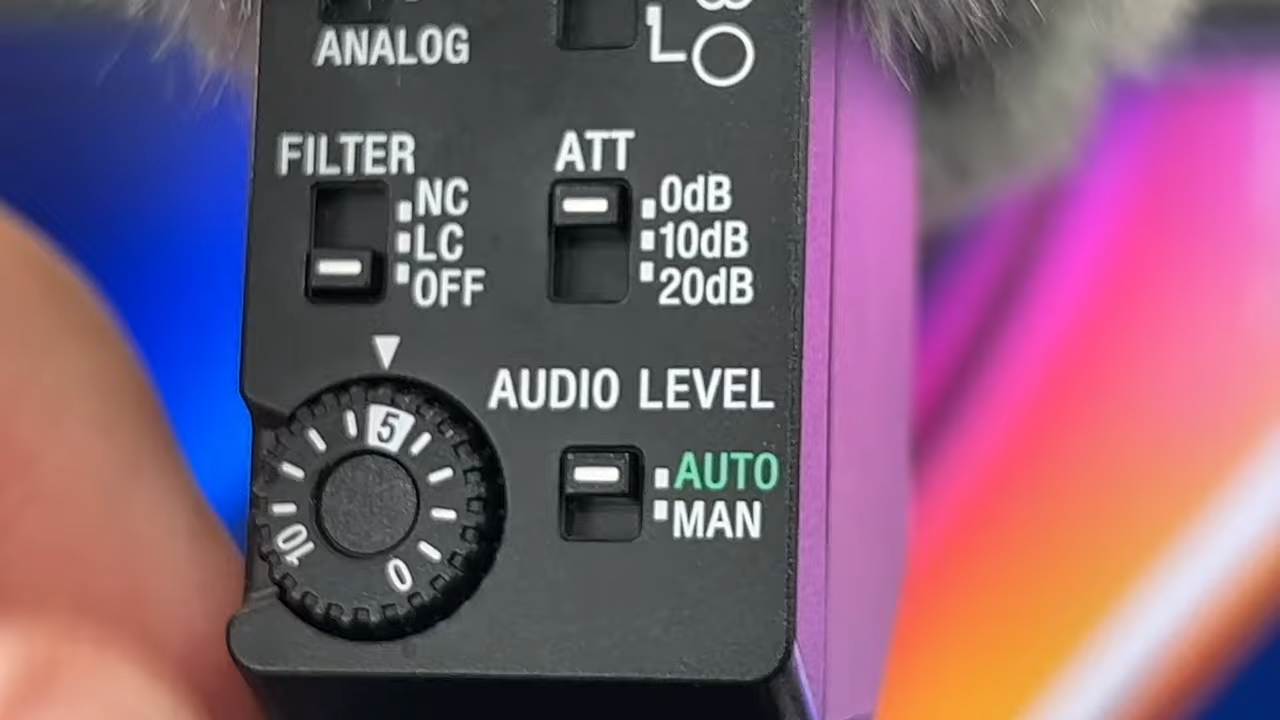 ANALOG
FILTER
NC
LC
OFF
ATT
0dB
10dB
20dB
AUDIO LEVEL
AUTO
MAN
5
10
0